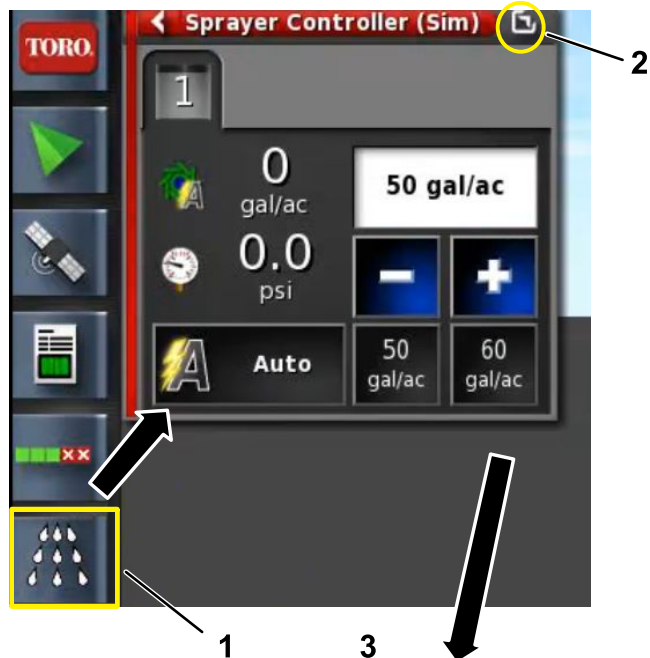 TORO.
Sprayer Controller (Sim)
2
1
0
gal/ac
50 gal/ac
0.0
psi
- +
A Auto
50
gal/ac
60
gal/ac
xx
1
3